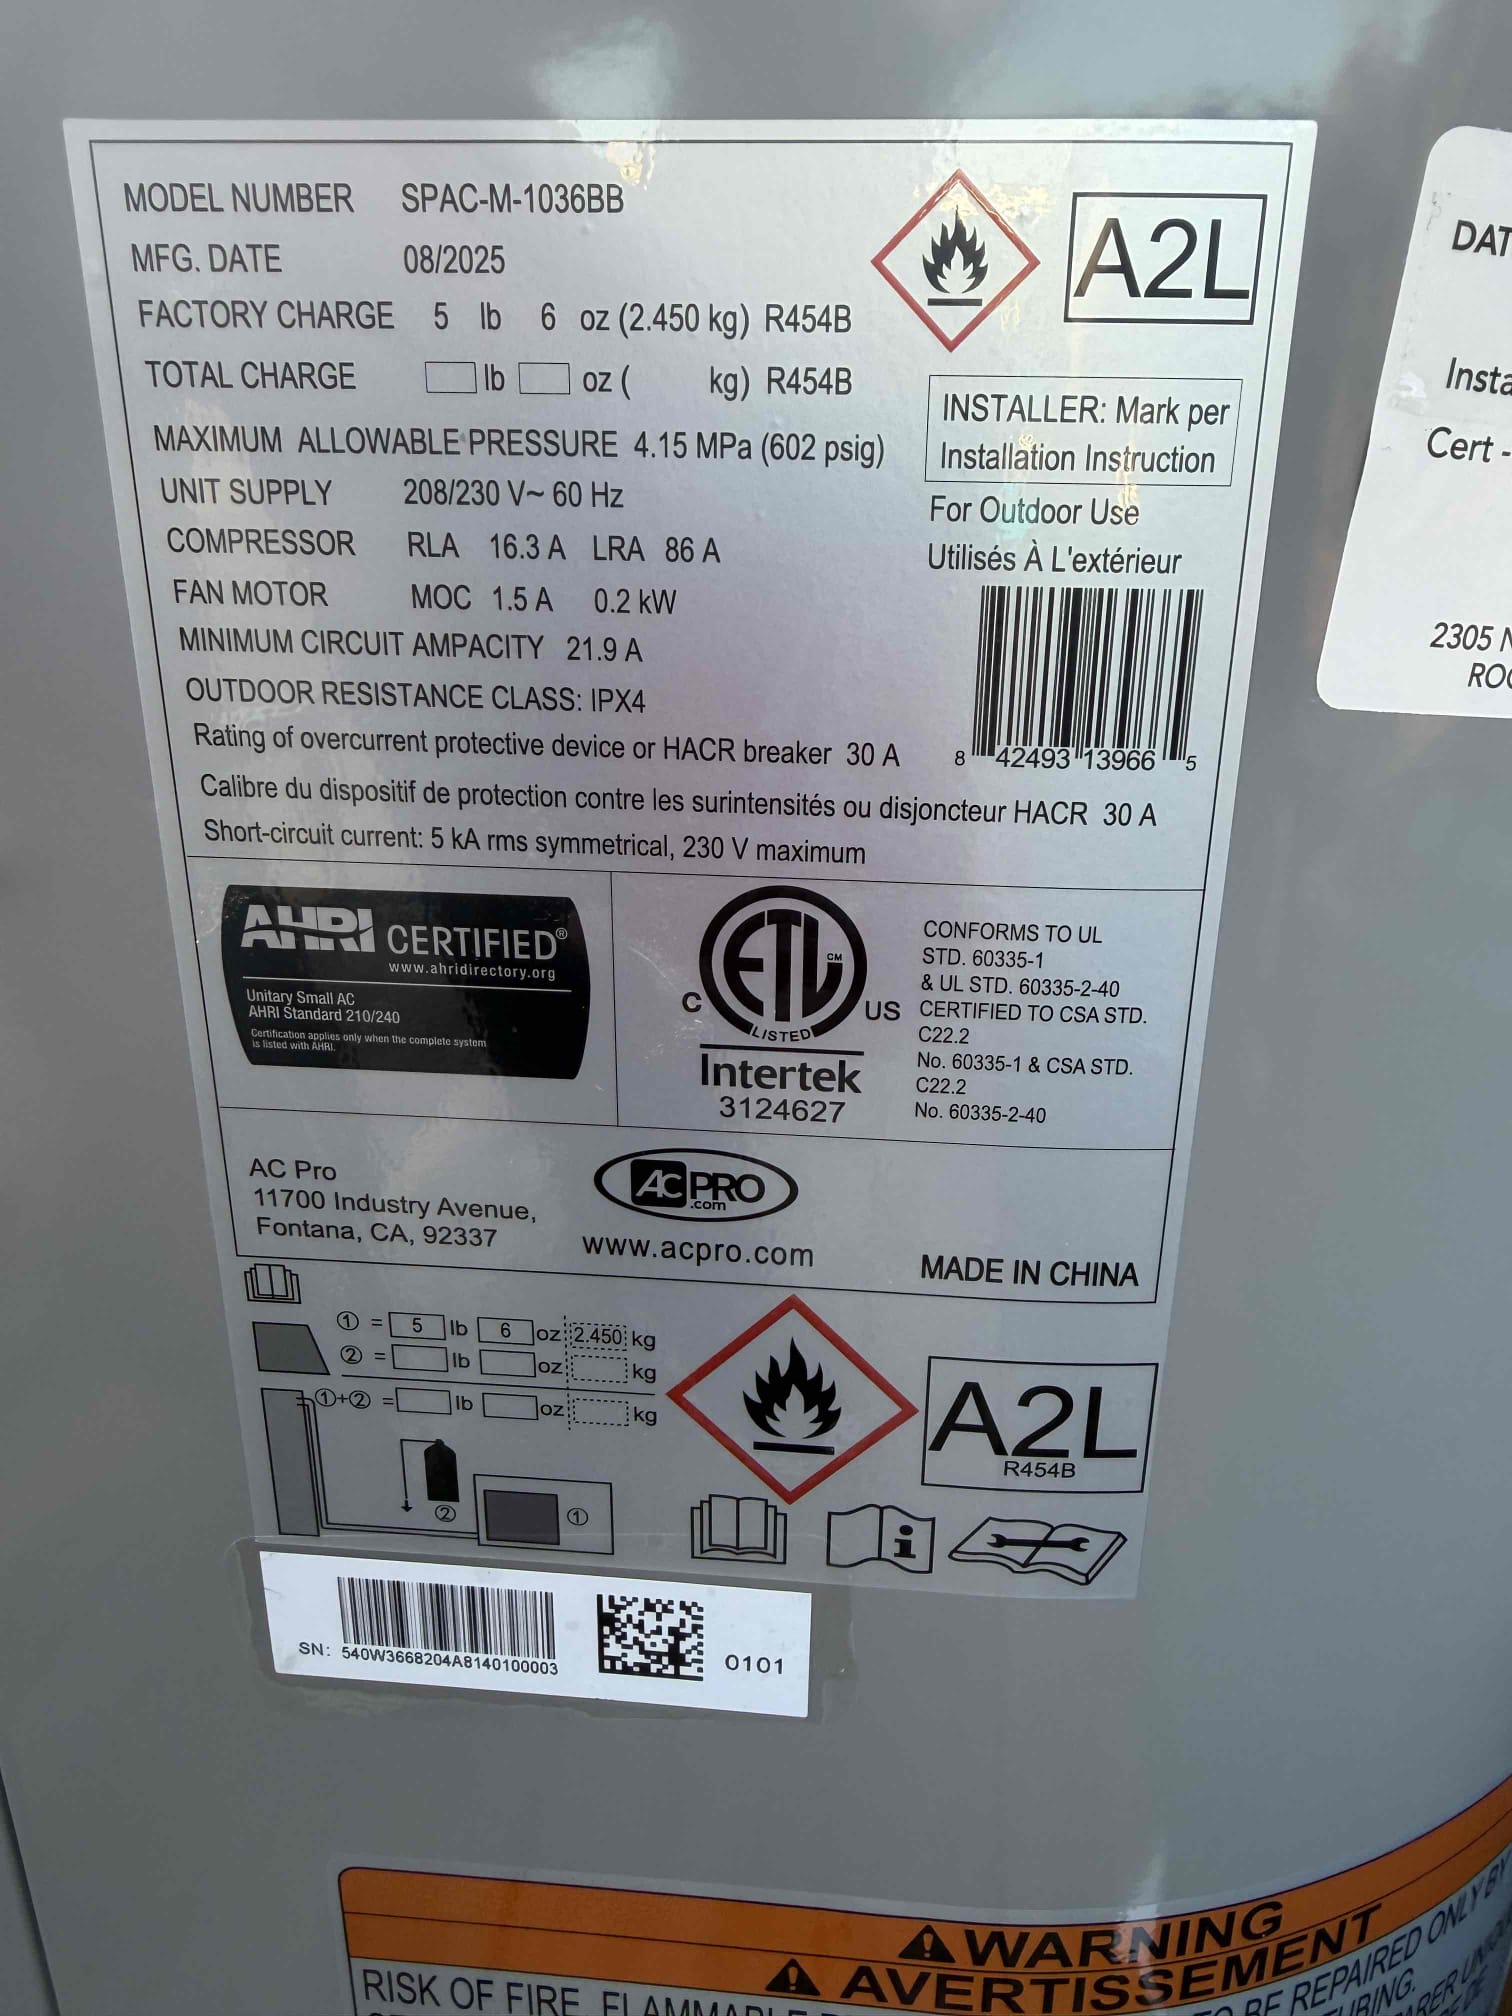 MODEL NUMBER SPAC-M-1036BB
MFG. DATE 08/2025
FACTORY CHARGE 5 lb 6 oz (2.450 kg) R454B
TOTAL CHARGE lb oz ( kg) R454B
A2L
INSTALLER: Mark per
Installation Instruction
MAXIMUM ALLOWABLE PRESSURE 4.15 MPa (602 psig)
UNIT SUPPLY 208/230 V~ 60 Hz
COMPRESSOR RLA 16.3 A LRA 86 A
FAN MOTOR MOC 1.5 A 0.2 kW
MINIMUM CIRCUIT AMPACITY 21.9 A
OUTDOOR RESISTANCE CLASS: IPX4
For Outdoor Use
Utilisés À L'extérieur
8 42493 13966 5
Rating of overcurrent protective device or HACR breaker 30 A
Calibre du dispositif de protection contre les surintensités ou disjoncteur HACR 30 A
Short-circuit current: 5 kA rms symmetrical, 230 V maximum
AHRI CERTIFIED®
www.ahridirectory.org
Unitary Small AC
AHRI Standard 210/240
Certification applies only when the complete system
is listed with AHRI.
ETL CM
C US
LISTED
Intertek
3124627
CONFORMS TO UL
STD. 60335-1
& UL STD. 60335-2-40
CERTIFIED TO CSA STD.
C22.2
No. 60335-1 & CSA STD.
C22.2
No. 60335-2-40
AC Pro
11700 Industry Avenue,
Fontana, CA, 92337
AC PRO
.com
www.acpro.com
MADE IN CHINA
① = 5 lb 6 oz 2.450 kg
② = lb oz kg
①+② = lb oz kg
②
①
A2L
R454B
SN: 540W3668204A8140100003
0101
Cert -
2305
WARNING
AVERTISSEMENT
RISK OF FIRE
BE REPAIRED ONLY BY